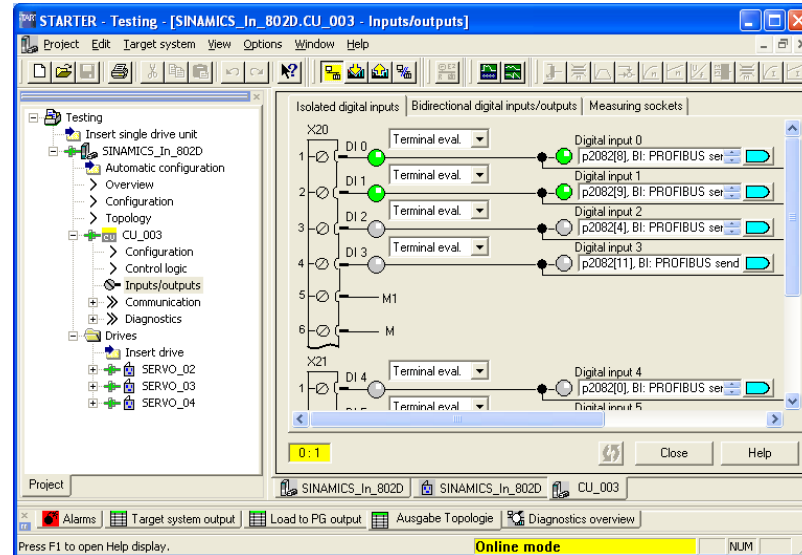 STARTER - Testing - [SINAMICS_In_802D.CU_003 - Inputs/outputs]
Project Edit Target system View Options Window Help
Testing
Insert single drive unit
SINAMICS_In_802D
Automatic configuration
Overview
Configuration
Topology
CU_003
Configuration
Control logic
Inputs/outputs
Communication
Diagnostics
Drives
Insert drive
SERVO_02
SERVO_03
SERVO_04
Project
Isolated digital inputs Bidirectional digital inputs/outputs Measuring sockets
X20
DI 0 Terminal eval. Digital input 0
1 p2082[8], BI: PROFIBUS ser
DI 1 Terminal eval. Digital input 1
2 p2082[9], BI: PROFIBUS ser
DI 2 Terminal eval. Digital input 2
3 p2082[4], BI: PROFIBUS ser
DI 3 Terminal eval. Digital input 3
4 p2082[11], BI: PROFIBUS send
5 M1
6 M
X21
DI 4 Terminal eval. Digital input 4
1 p2082[0], BI: PROFIBUS ser
Terminal eval. Digital input 5
0 : 1 Close Help
SINAMICS_In_802D SINAMICS_In_802D CU_003
Alarms Target system output Load to PG output Ausgabe Topologie Diagnostics overview
Press F1 to open Help display. Online mode NUM